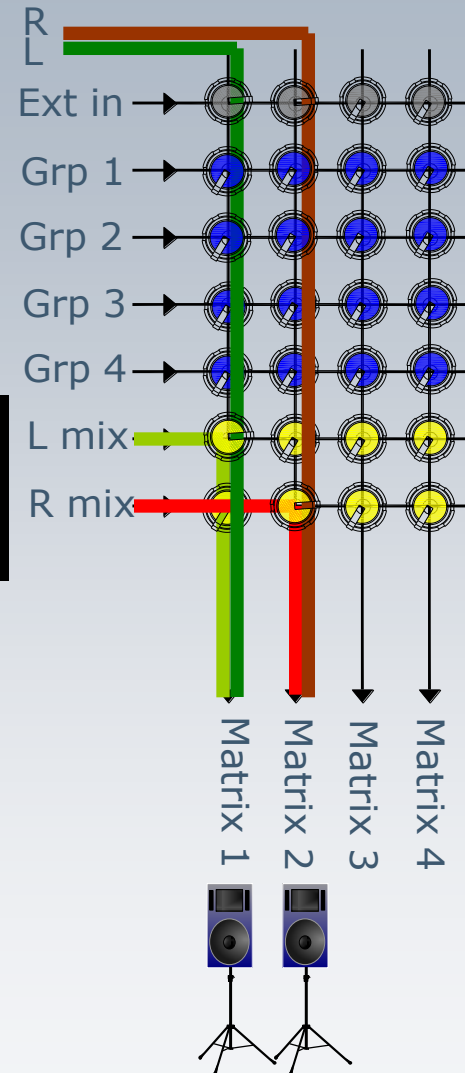 R
L
Ext in
Grp 1
Grp 2
Grp 3
Grp 4
L mix
R mix
Matrix 1
Matrix 2
Matrix 3
Matrix 4